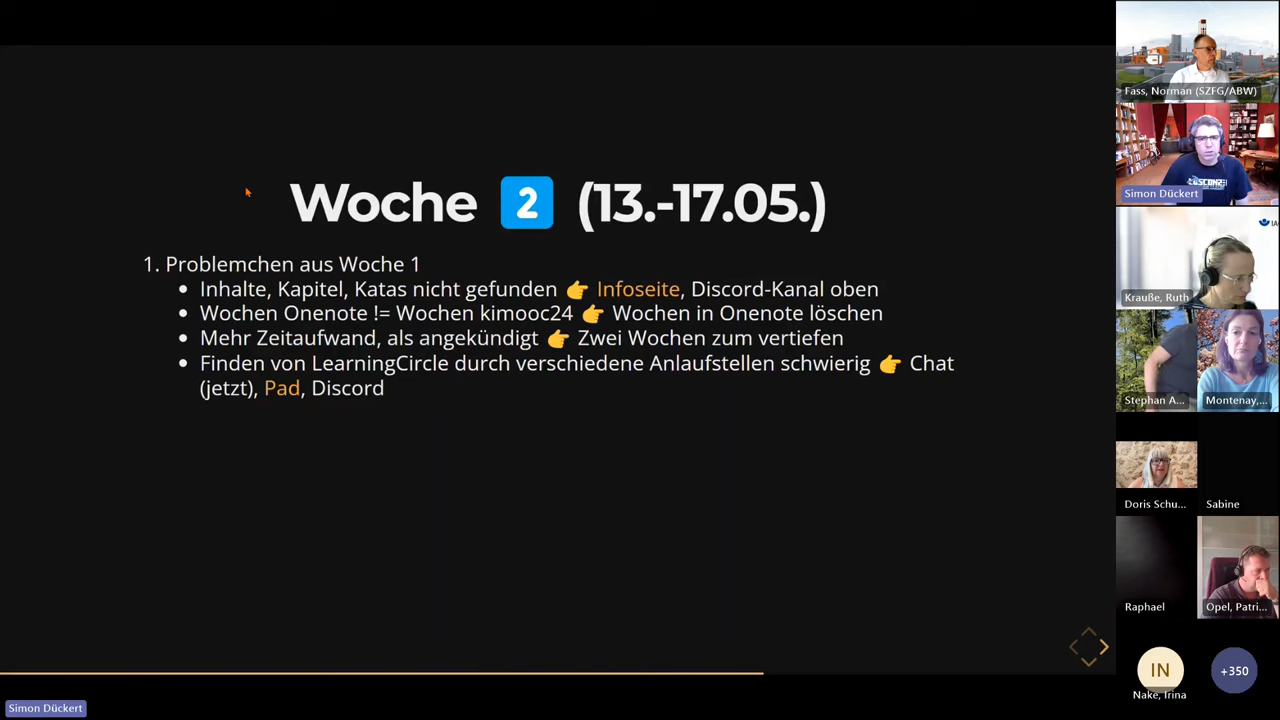 Woche 2 (13.-17.05.)
1. Problemchen aus Woche 1
• Inhalte, Kapitel, Katas nicht gefunden 👉 Infoseite, Discord-Kanal oben
• Wochen Onenote != Wochen kimooc24 👉 Wochen in Onenote löschen
• Mehr Zeitaufwand, als angekündigt 👉 Zwei Wochen zum vertiefen
• Finden von LearningCircle durch verschiedene Anlaufstellen schwierig 👉 Chat
(jetzt), Pad, Discord
Simon Dückert
Fass, Norman (SZFG/ABW)
Simon Dückert
Krauße, Ruth
Stephan A...
Montenay,...
Doris Schu...
Sabine
Raphael
Opel, Patri...
IN
Nake, Irina
+350